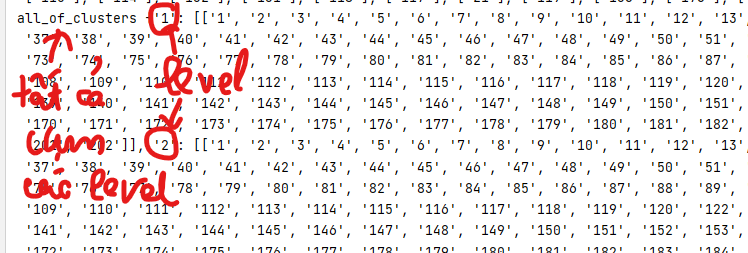 all_of_clusters {'1': [['1', '2', '3', '4', '5', '6', '7', '8', '9', '10', '11', '12', '13',
'37', '38', '39', '40', '41', '42', '43', '44', '45', '46', '47', '48', '49', '50', '51',
'73', '74', '75', '76', '77', '78', '79', '80', '81', '82', '83', '84', '85', '86', '87',
'108', '109', '110', '111', '112', '113', '114', '115', '116', '117', '118', '119', '120',
'140', '141', '142', '143', '144', '145', '146', '147', '148', '149', '150', '151',
'170', '171', '172', '173', '174', '175', '176', '177', '178', '179', '180', '181', '182',
'202']], '2': [['1', '2', '3', '4', '5', '6', '7', '8', '9', '10', '11', '12', '13',
'37', '38', '39', '40', '41', '42', '43', '44', '45', '46', '47', '48', '49', '50', '51',
'78', '79', '80', '81', '82', '83', '84', '85', '86', '87', '88', '89',
'109', '110', '111', '112', '113', '114', '115', '116', '117', '118', '119', '120', '122',
'141', '142', '143', '144', '145', '146', '147', '148', '149', '150', '151', '152', '153',
'172', '173', '174', '175', '176', '177', '178', '179', '180', '181', '182', '183', '184',
tất cả
cụm
các level
level